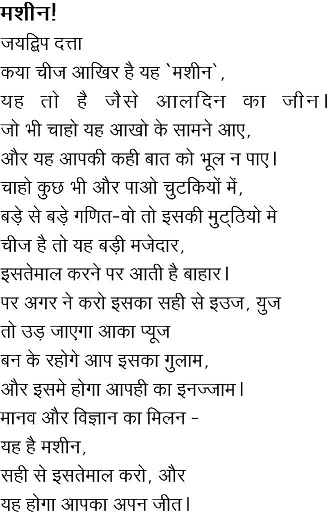 मशीन!
जयद्विप दत्ता
कया चीज आखिर है यह `मशीन`,
यह तो है जैसे आलदिन का जीन।
जो भी चाहो यह आखो के सामने आए,
और यह आपकी कही बात को भूल न पाए।
चाहो कुछ भी और पाओ चुटकियों में,
बड़े से बड़े गणित-वो तो इसकी मुट्ठियो मे
चीज है तो यह बड़ी मजेदार,
इसतेमाल करने पर आती है बाहार।
पर अगर ने करो इसका सही से इउज, युज
तो उड़ जाएगा आका प्यूज
बन के रहोगे आप इसका गुलाम,
और इसमे होगा आपही का इनज्जाम।
मानव और विज्ञान का मिलन -
यह है मशीन,
सही से इसतेमाल करो, और
यह होगा आपका अपन जीत।